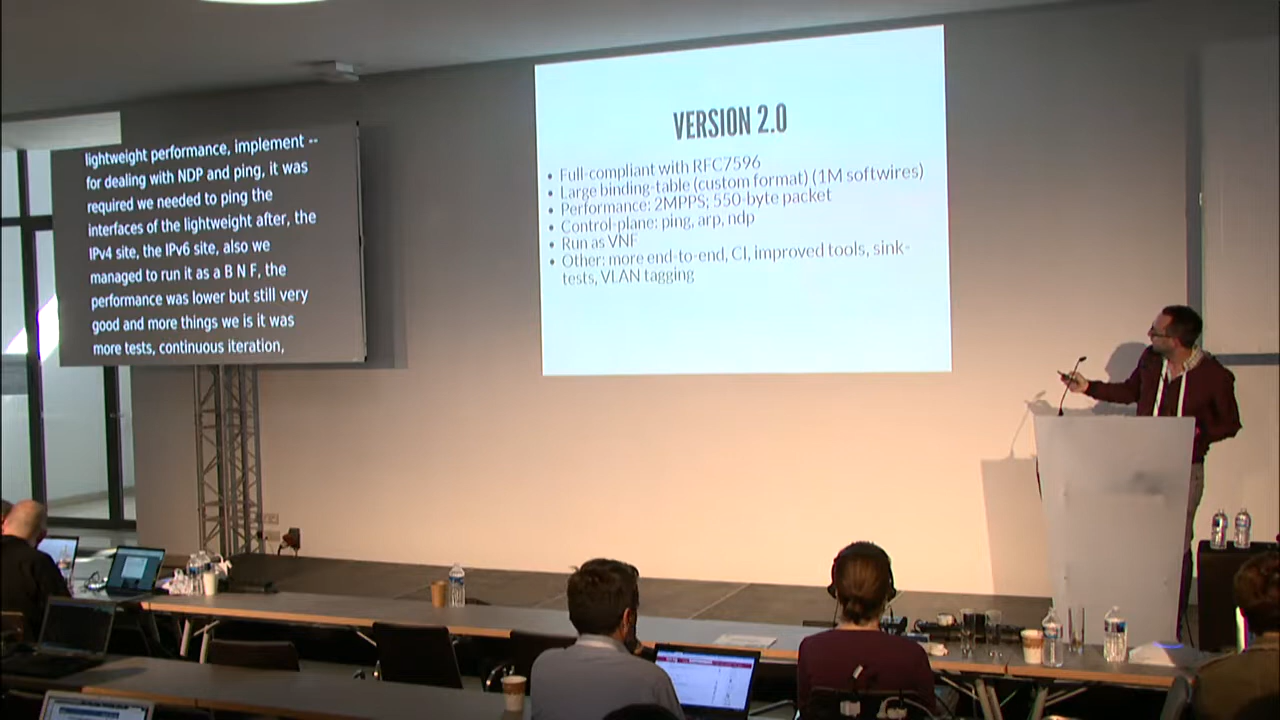 lightweight performance, implement --
for dealing with NDP and ping, it was
required we needed to ping the
interfaces of the lightweight after, the
IPv4 site, the IPv6 site, also we
managed to run it as a B N F, the
performance was lower but still very
good and more things we is it was
more tests, continuous iteration,
VERSION 2.0
• Full-compliant with RFC7596
• Large binding-table (custom format) (1M softwires)
• Performance: 2MPPS; 550-byte packet
• Control-plane: ping, arp, ndp
• Run as VNF
• Other: more end-to-end, CI, improved tools, sink-
tests, VLAN tagging